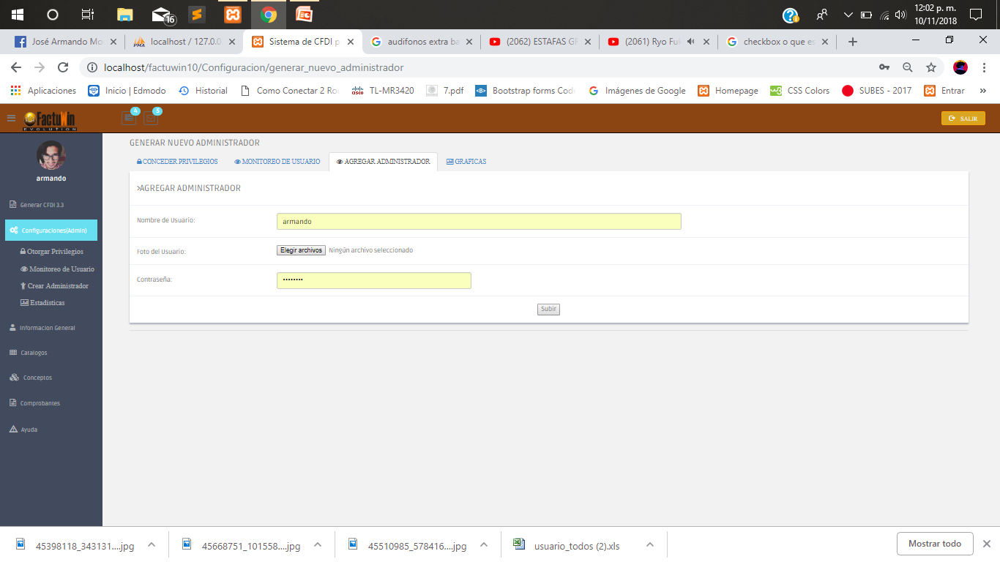 16
12:02 p. m.
10/11/2018
José Armando Mo
localhost / 127.0.0.
Sistema de CFDI p
audifonos extra ba
(2062) ESTAFAS GR
(2061) Ryo Fuk
checkbox o que es
localhost/factuwin10/Configuracion/generar_nuevo_administrador
Aplicaciones
Inicio | Edmodo
Historial
Como Conectar 2 Rou
TL-MR3420
7.pdf
Bootstrap forms Code
Imágenes de Google
Homepage
CSS Colors
SUBES - 2017
Entrar
FactuWin
EVOLUTION
4
5
SALIR
armando
Generar CFDI 3.3
Configuraciones(Admin)
Otorgar Privilegios
Monitoreo de Usuario
Crear Administrador
Estadisticas
Informacion General
Catalogos
Conceptos
Comprobantes
Ayuda
GENERAR NUEVO ADMINISTRADOR
CONCEDER PRIVILEGIOS
MONITOREO DE USUARIO
AGREGAR ADMINISTRADOR
GRAFICAS
>AGREGAR ADMINISTRADOR
Nombre de Usuario:
armando
Foto del Usuario:
Elegir archivos
Ningún archivo seleccionado
Contraseña:
••••••••
Subir
45398118_343131....jpg
45668751_101558....jpg
45510985_578416....jpg
usuario_todos (2).xls
Mostrar todo